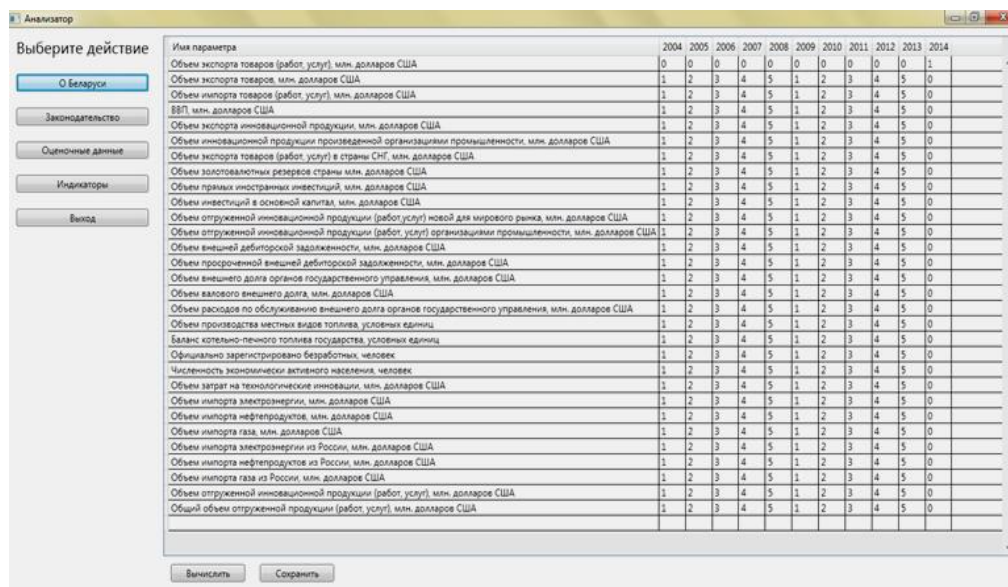 Анализатор
Выберите действие
О Беларуси
Законодательство
Оценочные данные
Индикаторы
Выход
Имя параметра 2004 2005 2006 2007 2008 2009 2010 2011 2012 2013 2014
Объем экспорта товаров (работ, услуг), млн. долларов США 0 0 0 0 0 0 0 0 0 0 1
Объем экспорта товаров, млн. долларов США 1 2 3 4 5 1 2 3 4 5 0
Объем импорта товаров (работ, услуг), млн. долларов США 1 2 3 4 5 1 2 3 4 5 0
ВВП, млн. долларов США 1 2 3 4 5 1 2 3 4 5 0
Объем экспорта инновационной продукции, млн. долларов США 1 2 3 4 5 1 2 3 4 5 0
Объем инновационной продукции произведенной организациями промышленности, млн. долларов США 1 2 3 4 5 1 2 3 4 5 0
Объем экспорта товаров (работ, услуг) в страны СНГ, млн. долларов США 1 2 3 4 5 1 2 3 4 5 0
Объем золотовалютных резервов страны млн. долларов США 1 2 3 4 5 1 2 3 4 5 0
Объем прямых иностранных инвестиций, млн. долларов США 1 2 3 4 5 1 2 3 4 5 0
Объем инвестиций в основной капитал, млн. долларов США 1 2 3 4 5 1 2 3 4 5 0
Объем отгруженной инновационной продукции (работ,услуг) новой для мирового рынка, млн. долларов США 1 2 3 4 5 1 2 3 4 5 0
Объем отгруженной инновационной продукции (работ, услуг) организациями промышленности, млн. долларов США 1 2 3 4 5 1 2 3 4 5 0
Объем внешней дебиторской задолженности, млн. долларов США 1 2 3 4 5 1 2 3 4 5 0
Объем просроченной внешней дебиторской задолженности, млн. долларов США 1 2 3 4 5 1 2 3 4 5 0
Объем внешнего долга органов государственного управления, млн. долларов США 1 2 3 4 5 1 2 3 4 5 0
Объем валового внешнего долга, млн. долларов США 1 2 3 4 5 1 2 3 4 5 0
Объем расходов по обслуживанию внешнего долга органов государственного управления, млн. долларов США 1 2 3 4 5 1 2 3 4 5 0
Объем производства местных видов топлива, условных единиц 1 2 3 4 5 1 2 3 4 5 0
Баланс котельно-печного топлива государства, условных единиц 1 2 3 4 5 1 2 3 4 5 0
Официально зарегистрировано безработных, человек 1 2 3 4 5 1 2 3 4 5 0
Численность экономически активного населения, человек 1 2 3 4 5 1 2 3 4 5 0
Объем затрат на технологические инновации, млн. долларов США 1 2 3 4 5 1 2 3 4 5 0
Объем импорта электроэнергии, млн. долларов США 1 2 3 4 5 1 2 3 4 5 0
Объем импорта нефтепродуктов, млн. долларов США 1 2 3 4 5 1 2 3 4 5 0
Объем импорта газа, млн. долларов США 1 2 3 4 5 1 2 3 4 5 0
Объем импорта электроэнергии из России, млн. долларов США 1 2 3 4 5 1 2 3 4 5 0
Объем импорта нефтепродуктов из России, млн. долларов США 1 2 3 4 5 1 2 3 4 5 0
Объем импорта газа из России, млн. долларов США 1 2 3 4 5 1 2 3 4 5 0
Объем отгруженной инновационной продукции (работ, услуг), млн. долларов США 1 2 3 4 5 1 2 3 4 5 0
Общий объем отгруженной продукции (работ, услуг), млн. долларов США 1 2 3 4 5 1 2 3 4 5 0
Вычислить
Сохранить